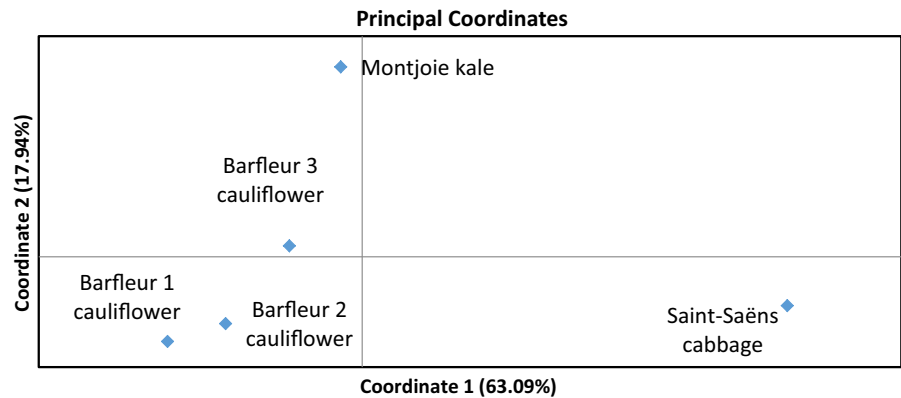 Principal Coordinates
Montjoie kale
Barfleur 3
cauliflower
Coordinate 2 (17.94%)
Barfleur 1
cauliflower
Barfleur 2
cauliflower
Saint-Saëns
cabbage
Coordinate 1 (63.09%)